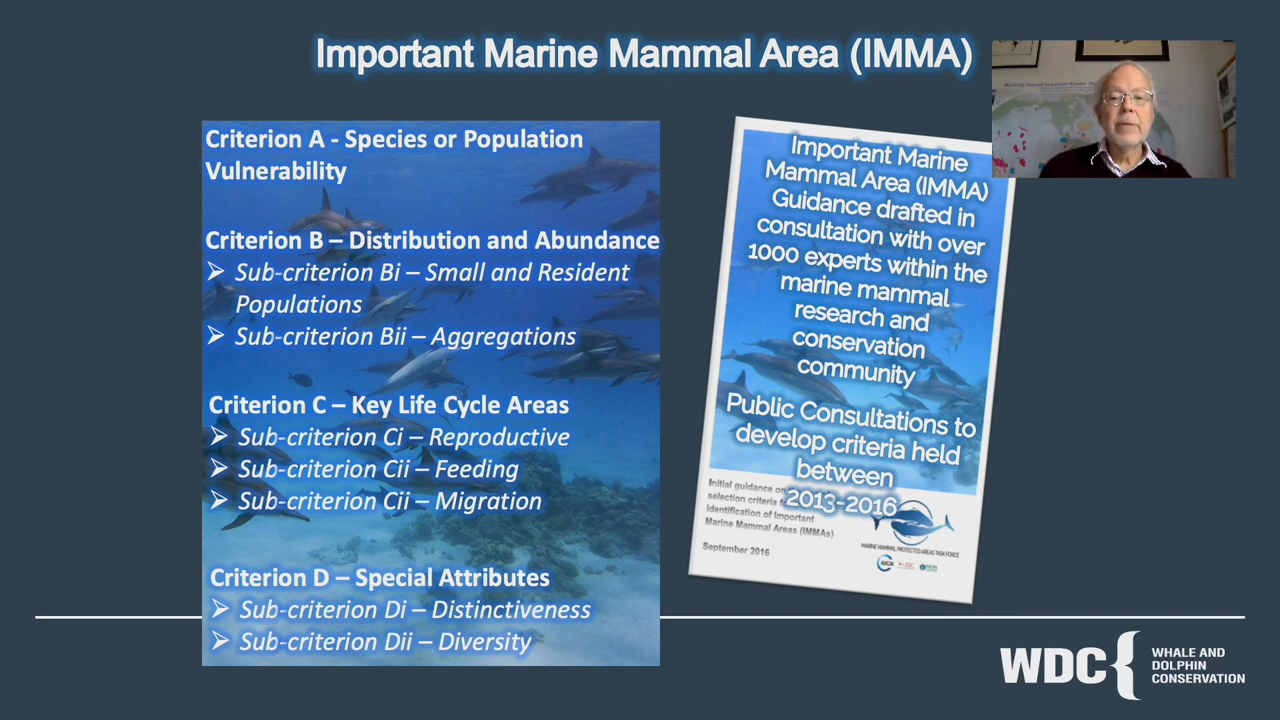 Important Marine Mammal Area (IMMA)
Criterion A - Species or Population
Vulnerability
Criterion B – Distribution and Abundance
➢ Sub-criterion Bi – Small and Resident
Populations
➢ Sub-criterion Bii – Aggregations
Criterion C – Key Life Cycle Areas
➢ Sub-criterion Ci – Reproductive
➢ Sub-criterion Cii – Feeding
➢ Sub-criterion Cii – Migration
Criterion D – Special Attributes
➢ Sub-criterion Di – Distinctiveness
➢ Sub-criterion Dii – Diversity
Important Marine
Mammal Area (IMMA)
Guidance drafted in
consultation with over
1000 experts within the
marine mammal
research and
conservation
community
Public Consultations to
develop criteria held
between
2013-2016
Initial guidance on
selection criteria
identification of Important
Marine Mammal Areas (IMMAs)
September 2016
MARINE MAMMAL PROTECTED AREAS TASK FORCE
IUCN
WDC
WHALE AND
DOLPHIN
CONSERVATION